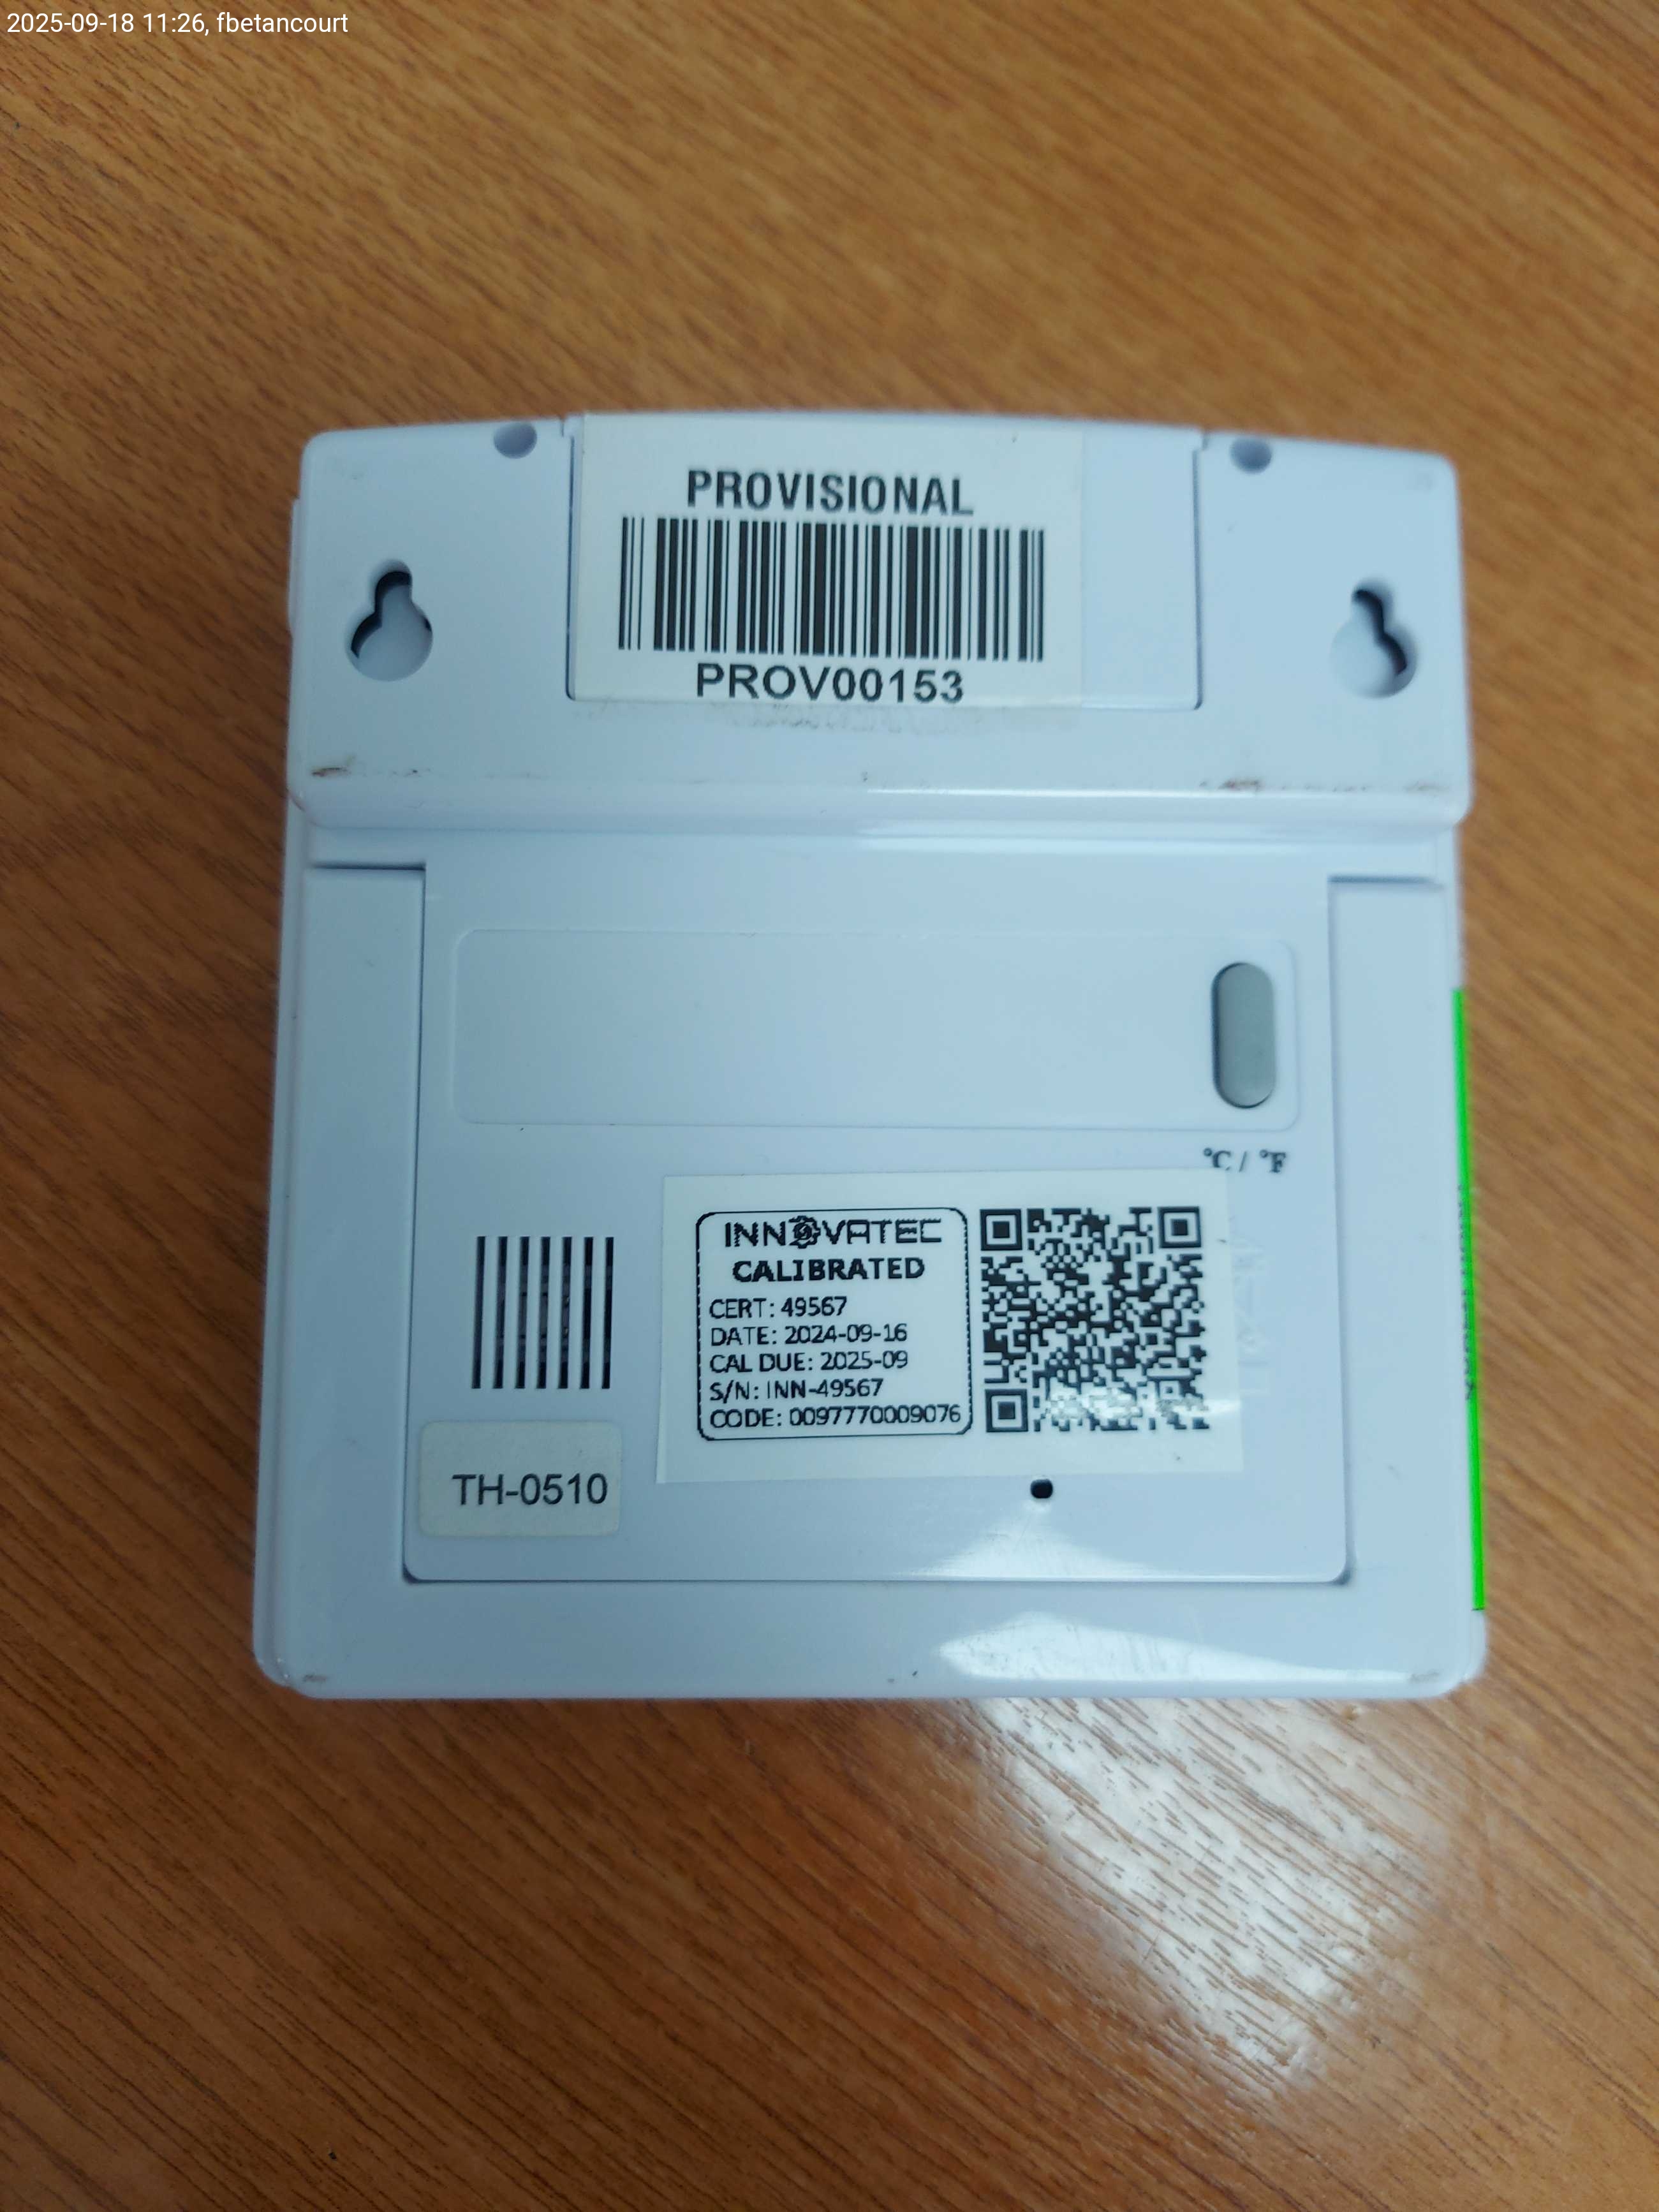 2025-09-18 11:26, fbetancourt
PROVISIONAL
PROV00153
°C / °F
INNOVATEC
CALIBRATED
CERT: 49567
DATE: 2024-09-16
CAL DUE: 2025-09
S/N: INN-49567
CODE: 0097770009076
TH-0510